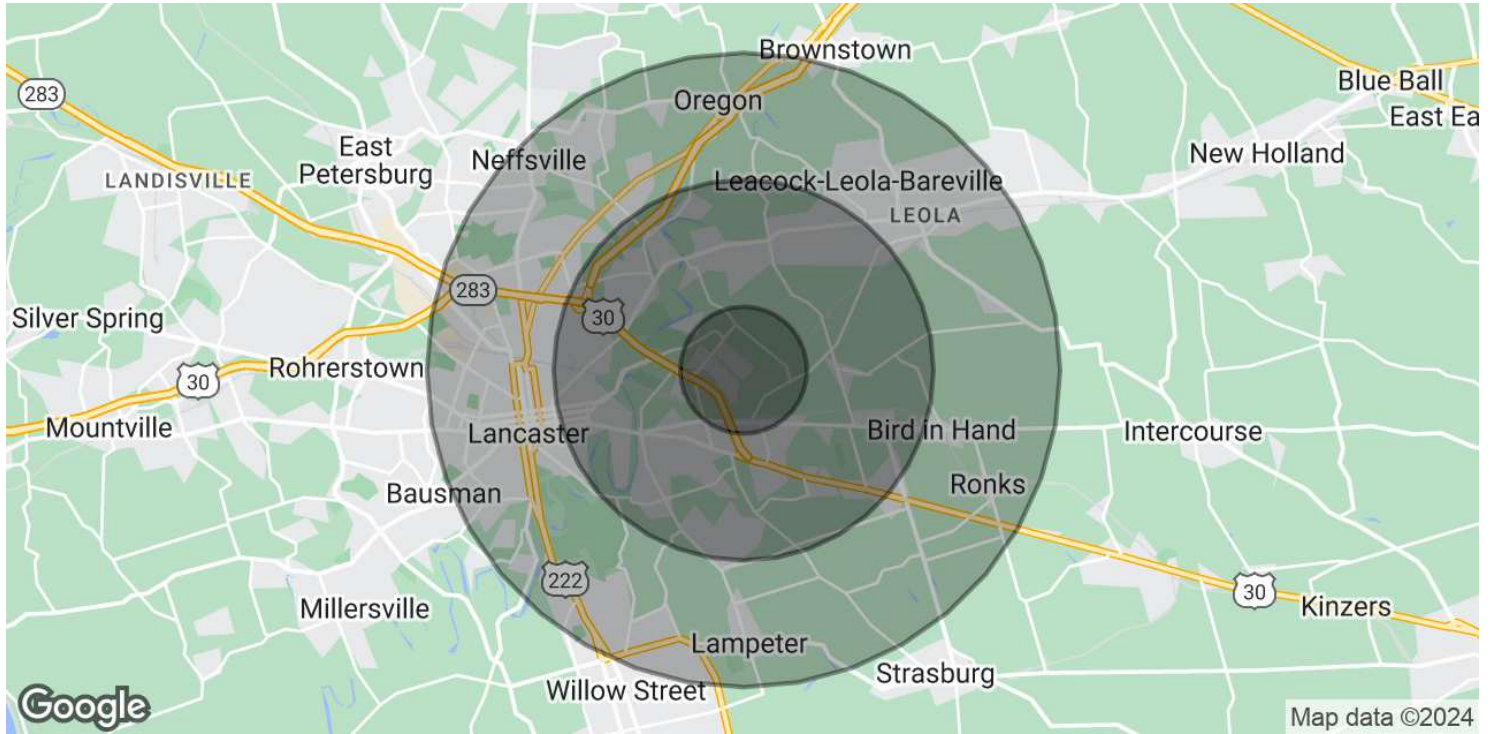 Brownstown
283
Blue Ball
Oregon
East Ea
East
Petersburg
Neffsville
New Holland
LANDISVILLE
Leacock-Leola-Bareville
LEOLA
283
30
Silver Spring
Rohrerstown
30
Mountville
Lancaster
Bird in Hand
Intercourse
Bausman
Ronks
222
30
Millersville
Kinzers
Lampeter
Strasburg
Willow Street
Google
Map data ©2024